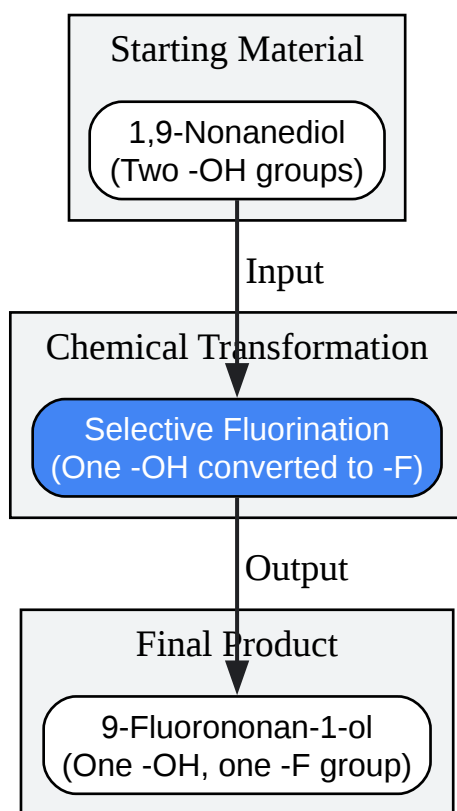 Starting Material
1,9-Nonanediol
(Two -OH groups)
Input
Chemical Transformation
Selective Fluorination
(One -OH converted to -F)
Output
Final Product
9-Fluorononan-1-ol
(One -OH, one -F group)